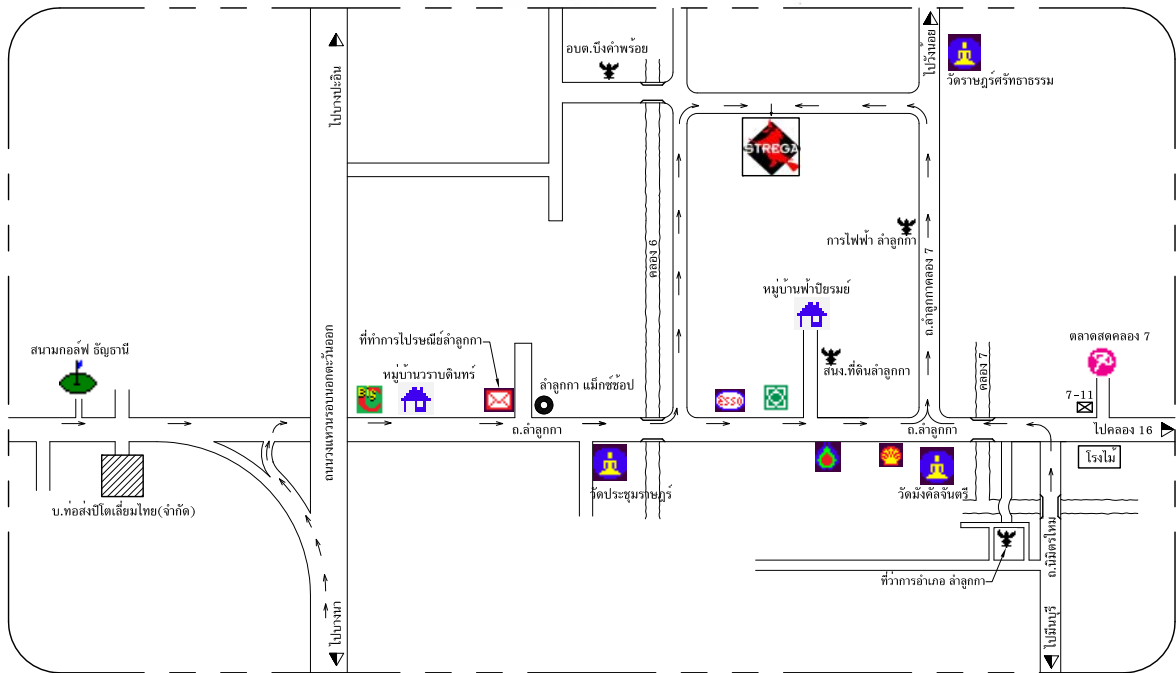 อบต.บึงคำพร้อย
ไปวังน้อย
วัดราษฎร์ศรัทธาธรรม
ไปบางปะอิน
STREGA
คลอง 6
การไฟฟ้า ลำลูกกา
ถ.ลำลูกกาคลอง 7
หมู่บ้านฟ้าปิยรมย์
ที่ทำการไปรษณีย์ลำลูกกา
สนามกอล์ฟ ธัญธานี
ถนนวงแหวนรอบนอกตะวันออก
หมู่บ้านวราบดินทร์
ลำลูกกา แม็กซ์ช้อป
สนง.ที่ดินลำลูกกา
คลอง 7
ตลาดสดคลอง 7
7-11
BIG C
esso
ถ.ลำลูกกา
ถ.ลำลูกกา
ไปคลอง 16
โรงไม้
วัดประชุมราษฎร์
วัดมังคัลจันตรี
บ.ท่อส่งปิโตเลี่ยมไทย(จำกัด)
ถ.นิมิตรใหม่
ที่ว่าการอำเภอ ลำลูกกา
ไปบางนา
ไปมีนบุรี